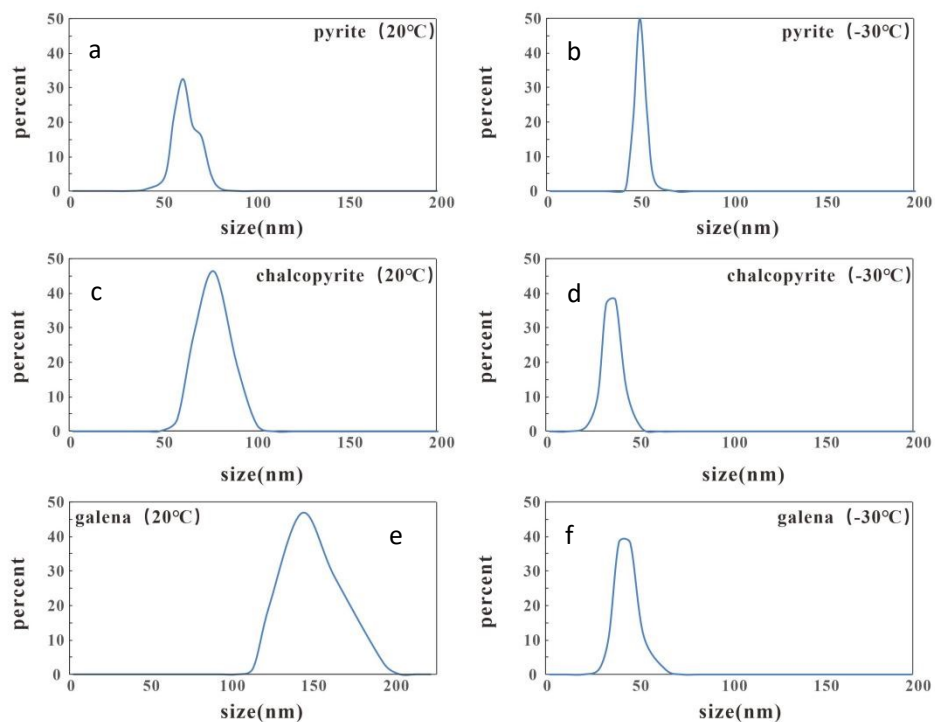 a
pyrite (20℃)
percent
50
40
30
20
10
0
0 50 100 150 200
size(nm)
b
pyrite (-30℃)
percent
50
40
30
20
10
0
0 50 100 150 200
size(nm)
c
chalcopyrite (20℃)
percent
50
40
30
20
10
0
0 50 100 150 200
size(nm)
d
chalcopyrite (-30℃)
percent
50
40
30
20
10
0
0 50 100 150 200
size(nm)
galena (20℃)
e
percent
50
40
30
20
10
0
0 50 100 150 200
size(nm)
f
galena (-30℃)
percent
50
40
30
20
10
0
0 50 100 150 200
size(nm)